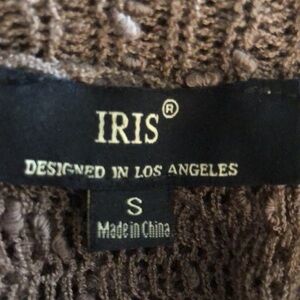 IRIS®
DESIGNED IN LOS ANGELES
S
Made in China